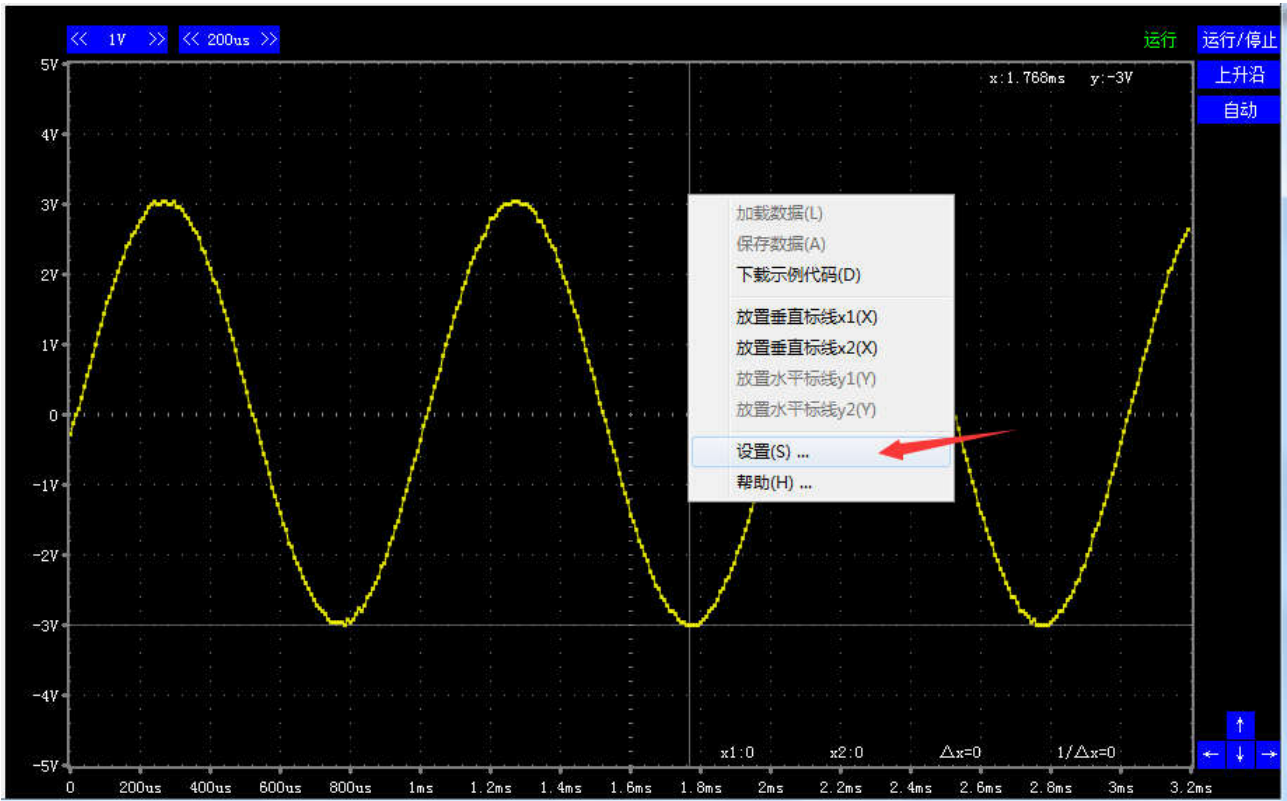 << 1V >> << 200us >> 运行 运行/停止
x:1.768ms y:-3V 上升沿
自动
5V
4V
3V
2V
1V
0
-1V
-2V
-3V
-4V
-5V
加载数据(L)
保存数据(A)
下载示例代码(D)
放置垂直标线x1(X)
放置垂直标线x2(X)
放置水平标线y1(Y)
放置水平标线y2(Y)
设置(S) ...
帮助(H) ...
x1:0 x2:0 △x=0 1/△x=0
↑
← ↓ →
0 200us 400us 600us 800us 1ms 1.2ms 1.4ms 1.6ms 1.8ms 2ms 2.2ms 2.4ms 2.6ms 2.8ms 3ms 3.2ms